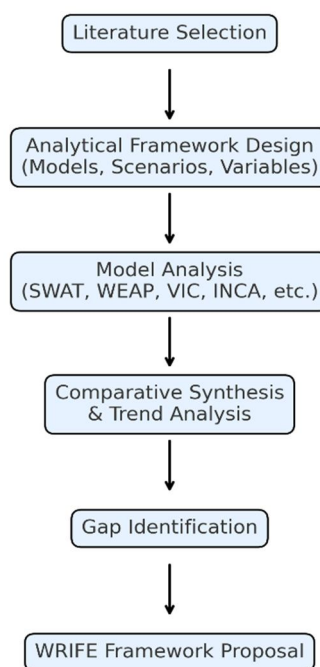 Literature Selection
Analytical Framework Design
(Models, Scenarios, Variables)
Model Analysis
(SWAT, WEAP, VIC, INCA, etc.)
Comparative Synthesis
& Trend Analysis
Gap Identification
WRIFE Framework Proposal